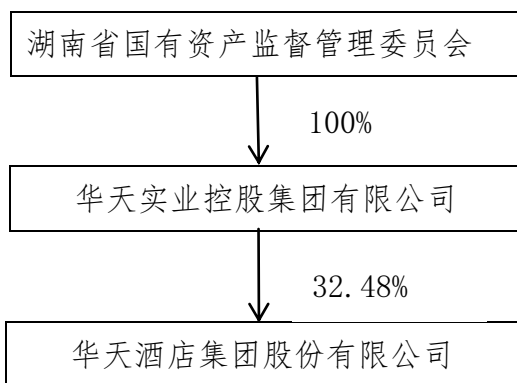 湖南省国有资产监督管理委员会
100%
华天实业控股集团有限公司
32.48%
华天酒店集团股份有限公司